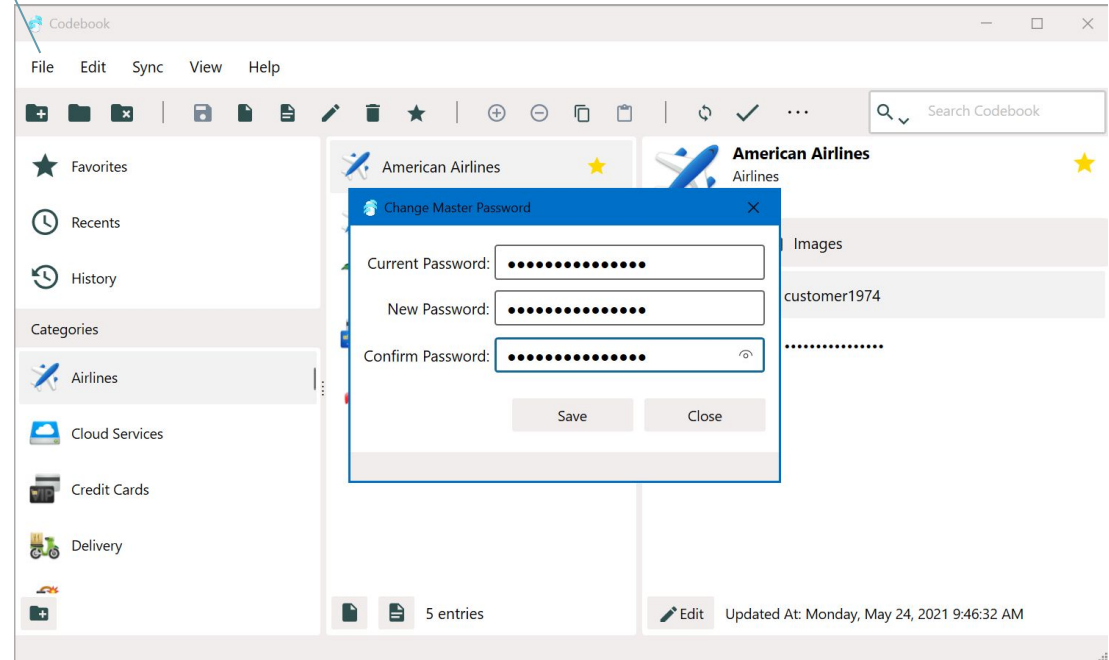 Codebook
File Edit Sync View Help
Search Codebook
Favorites
Recents
History
Categories
Airlines
Cloud Services
VIP
Credit Cards
Delivery
American Airlines
5 entries
American Airlines
Airlines
Images
customer1974
••••••••••••••••
Edit Updated At: Monday, May 24, 2021 9:46:32 AM
Change Master Password
Current Password: •••••••••••••••
New Password: •••••••••••••••
Confirm Password: •••••••••••••••
Save Close